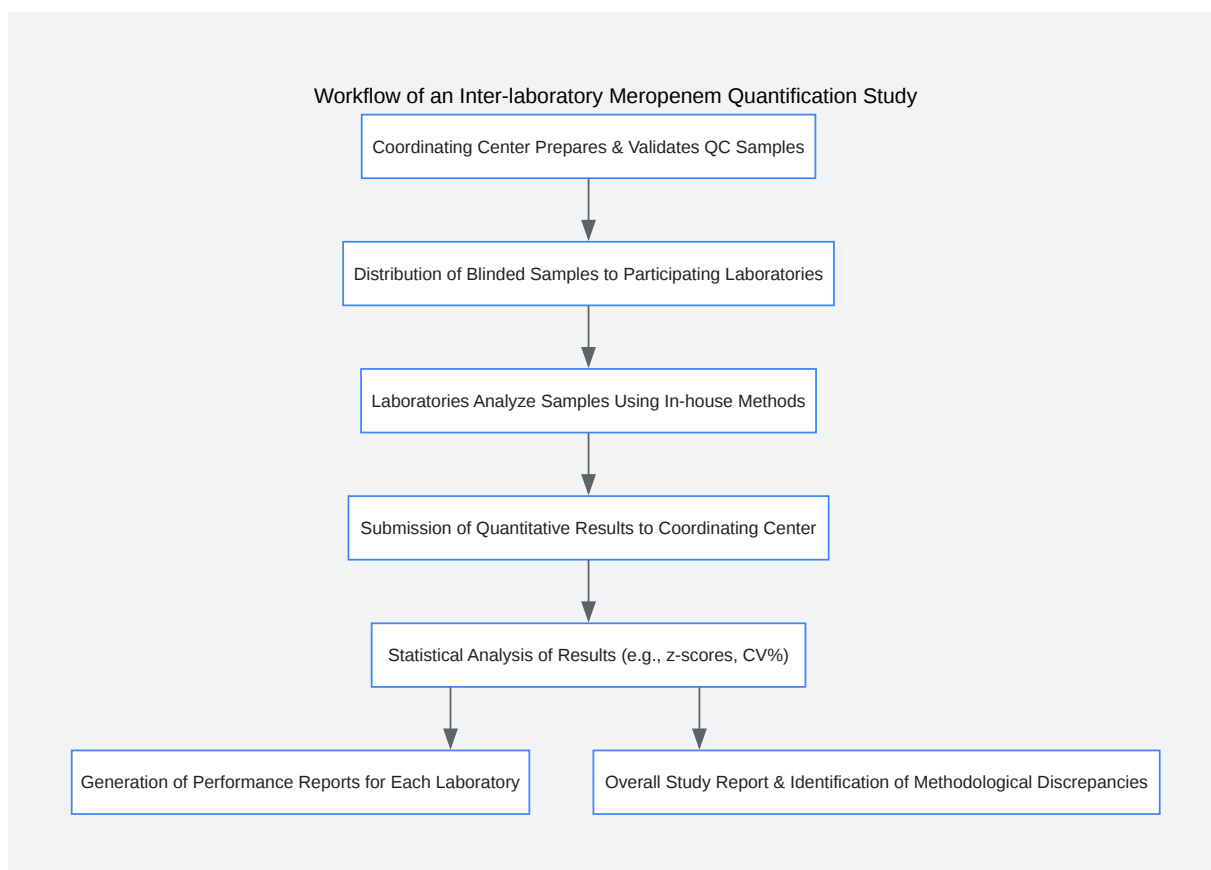 Workflow of an Inter-laboratory Meropenem Quantification Study
Coordinating Center Prepares & Validates QC Samples
Distribution of Blinded Samples to Participating Laboratories
Laboratories Analyze Samples Using In-house Methods
Submission of Quantitative Results to Coordinating Center
Statistical Analysis of Results (e.g., z-scores, CV%)
Generation of Performance Reports for Each Laboratory
Overall Study Report & Identification of Methodological Discrepancies